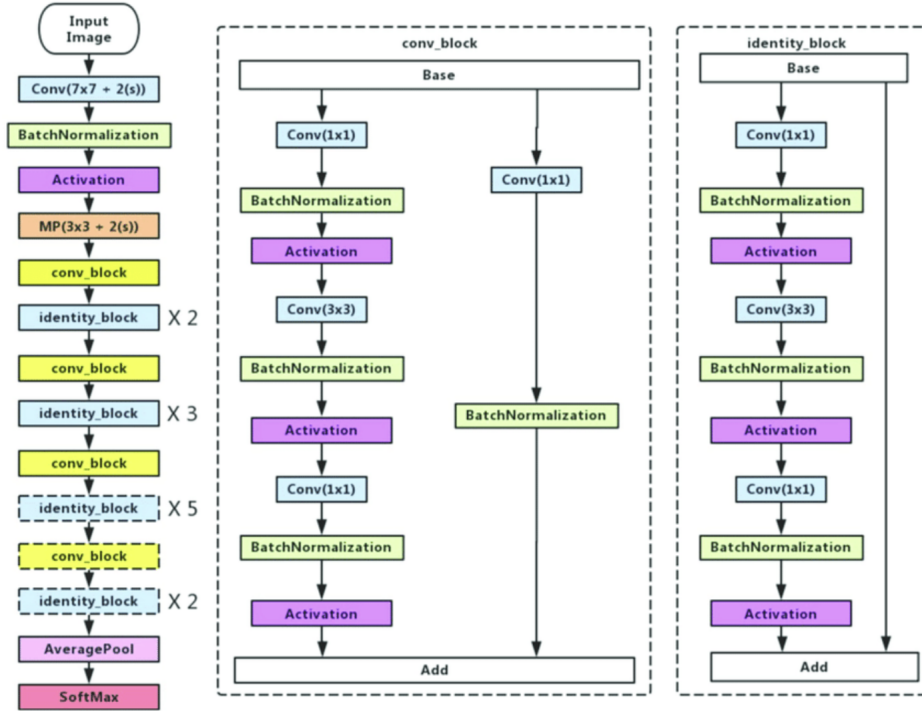 Input
Image
Conv(7x7 + 2(s))
BatchNormalization
Activation
MP(3x3 + 2(s))
conv_block
identity_block X 2
conv_block
identity_block X 3
conv_block
identity_block X 5
conv_block
identity_block X 2
AveragePool
SoftMax
conv_block
Base
Conv(1x1)
BatchNormalization
Activation
Conv(3x3)
BatchNormalization
Activation
Conv(1x1)
BatchNormalization
Activation
Conv(1x1)
BatchNormalization
Add
identity_block
Base
Conv(1x1)
BatchNormalization
Activation
Conv(3x3)
BatchNormalization
Activation
Conv(1x1)
BatchNormalization
Activation
Add